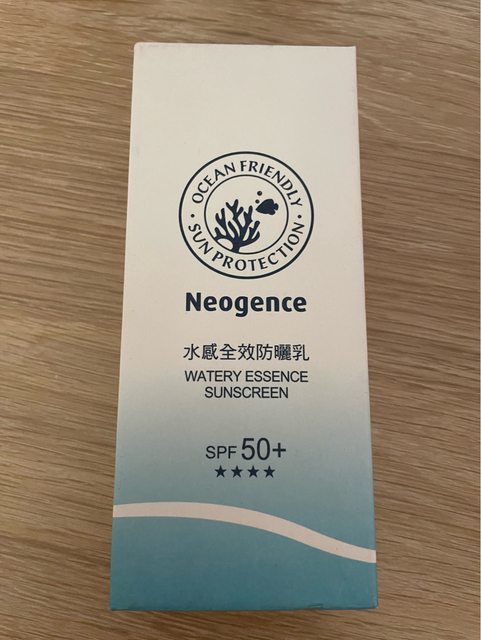 OCEAN FRIENDLY
SUN PROTECTION
Neogence
水感全效防曬乳
WATERY ESSENCE
SUNSCREEN
SPF 50+
★★★★